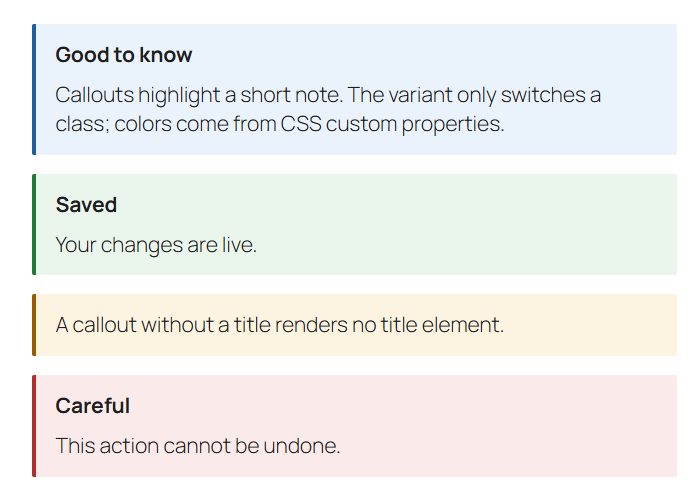 Good to know
Callouts highlight a short note. The variant only switches a
class; colors come from CSS custom properties.
Saved
Your changes are live.
A callout without a title renders no title element.
Careful
This action cannot be undone.